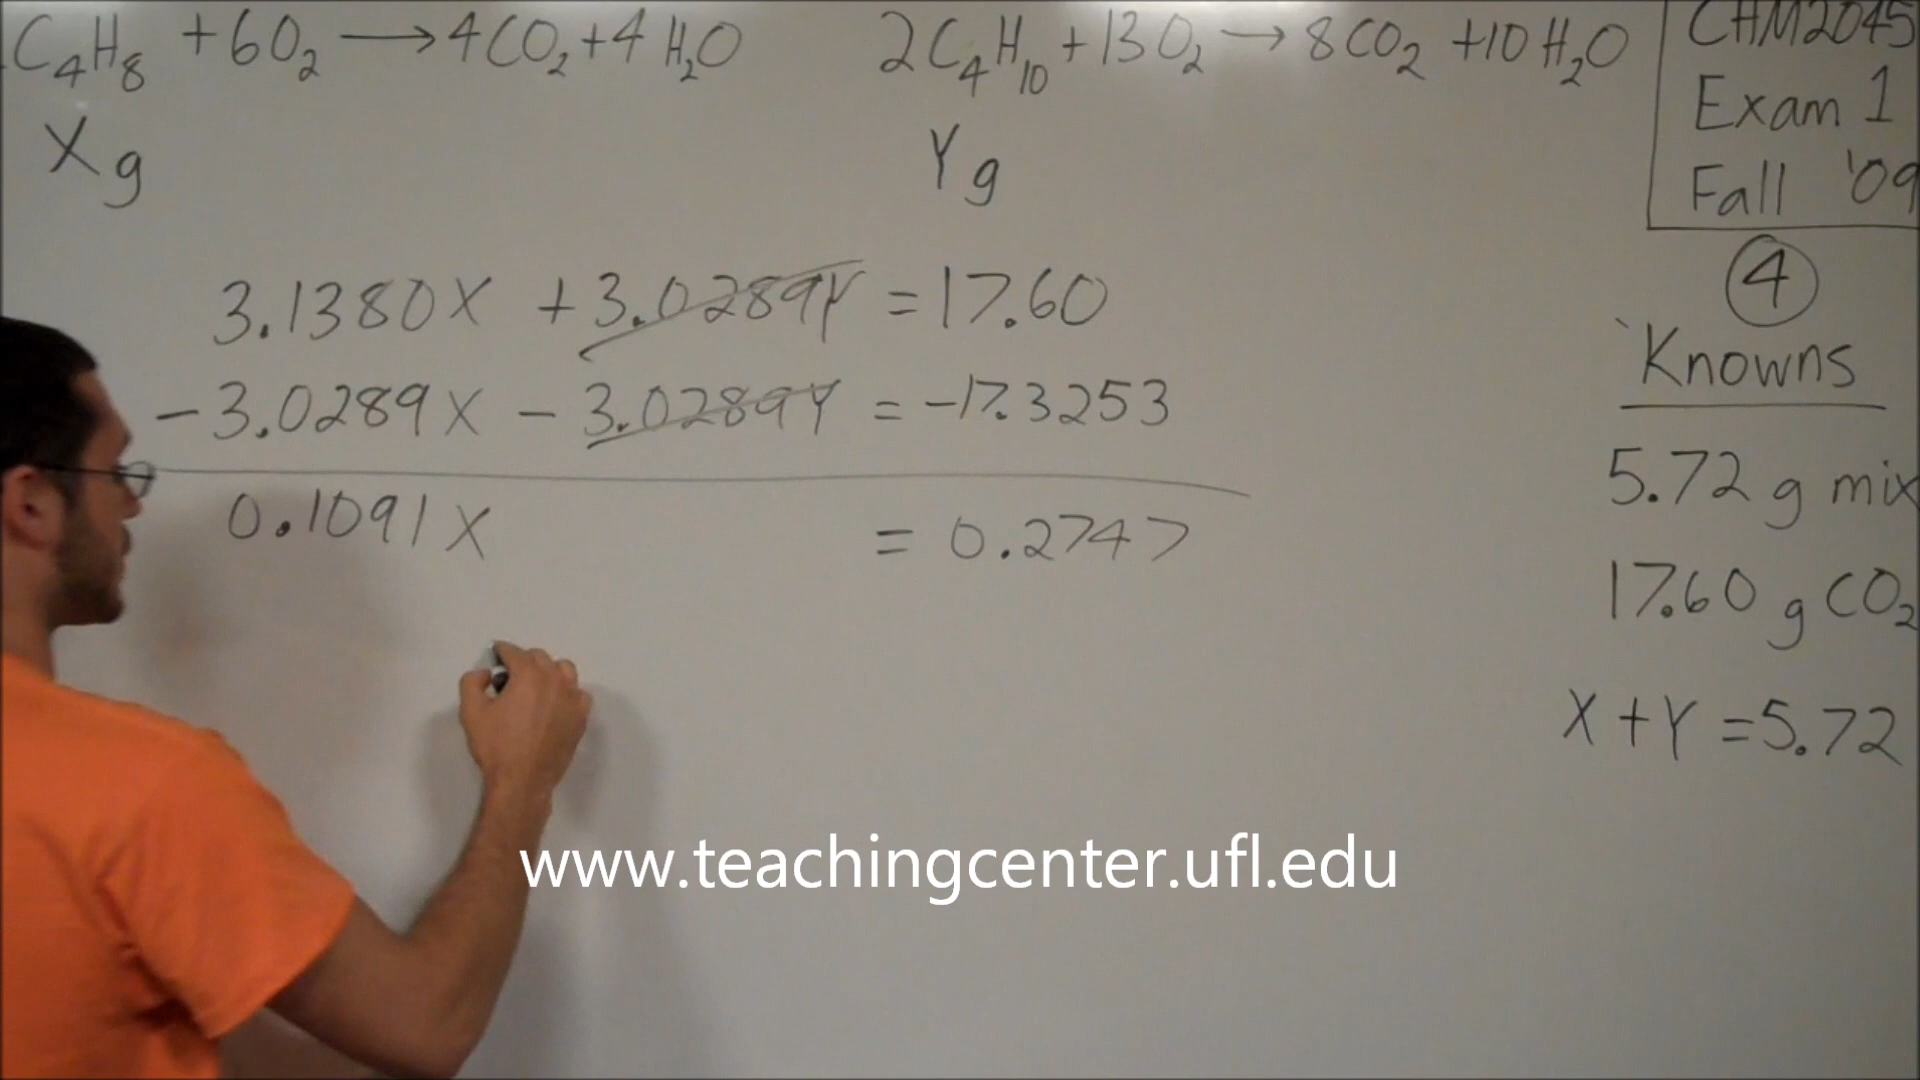 C₄H₈ + 6O₂ → 4CO₂ + 4H₂O
2C₄H₁₀ + 13O₂ → 8CO₂ + 10H₂O
X g
Y g
3.1380X + 3.0289Y = 17.60
- 3.0289X - 3.0289Y = -17.3253
0.1091X = 0.2747
CHM2045
Exam 1
Fall '09
4
Knowns
5.72 g mix
17.60 g CO₂
X + Y = 5.72
www.teachingcenter.ufl.edu